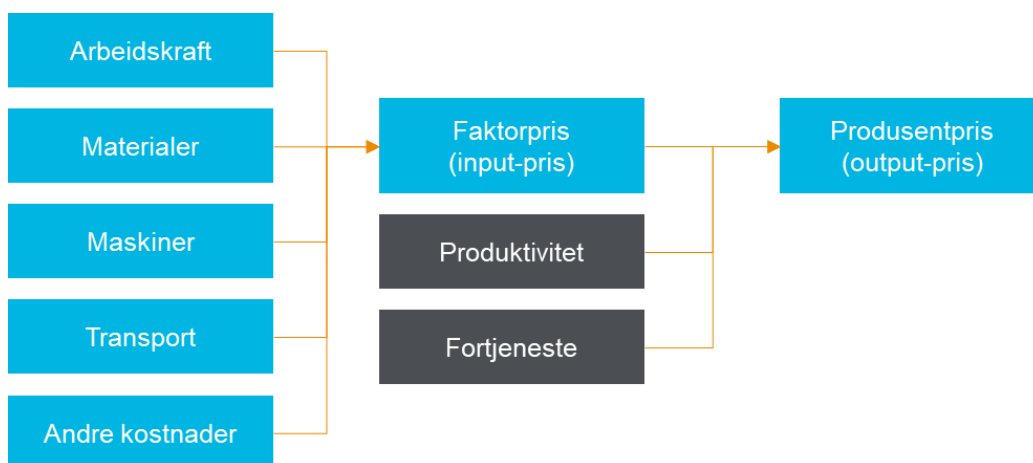 Arbeidskraft
Materialer
Maskiner
Transport
Andre kostnader
Faktorpris
(input-pris)
Produktivitet
Fortjeneste
Produsentpris
(output-pris)